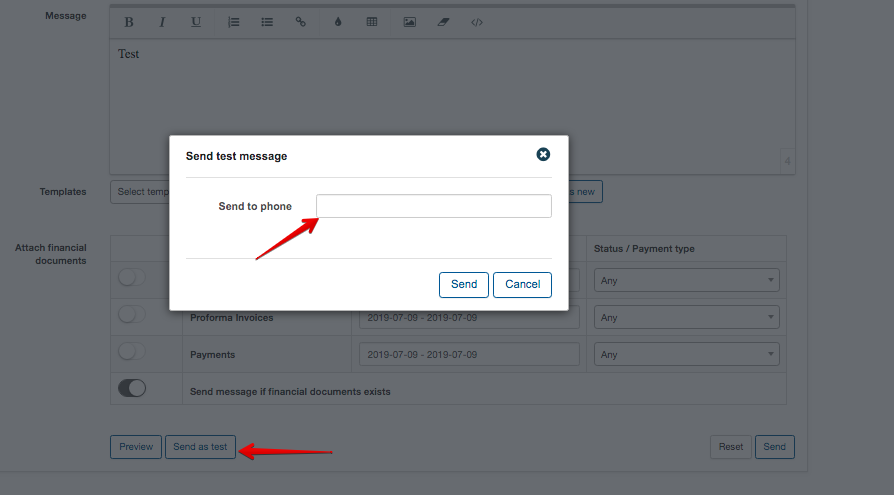 Message
B I U </>
Test
4
Send test message
Send to phone
Send Cancel
Templates
Select temp
s new
Attach financial
documents
Status / Payment type
Any
Proforma Invoices 2019-07-09 - 2019-07-09 Any
Payments 2019-07-09 - 2019-07-09 Any
Send message if financial documents exists
Preview Send as test Reset Send